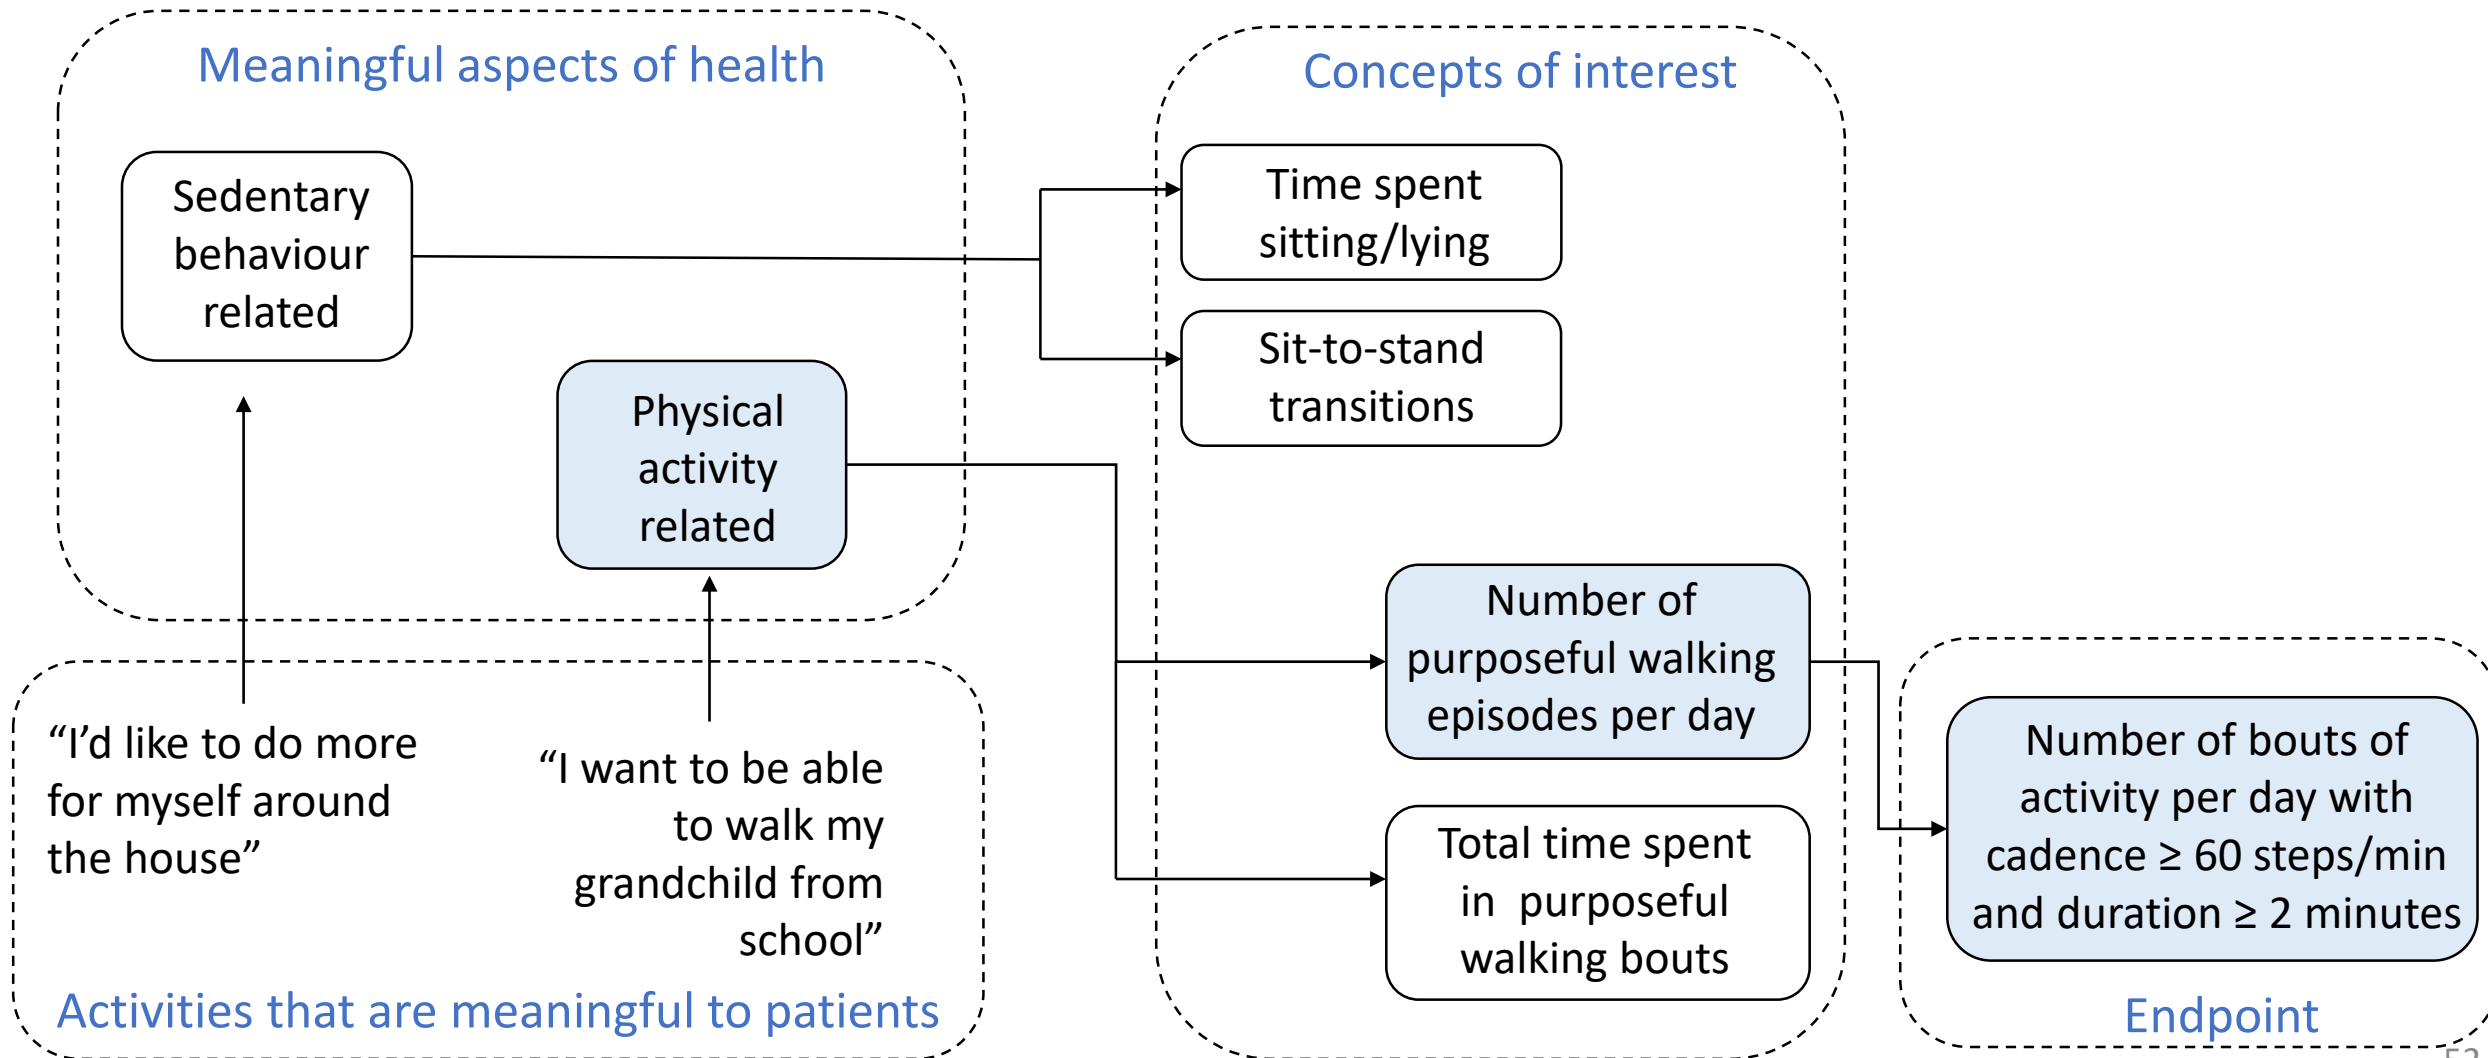 Meaningful aspects of health
Sedentary
behaviour
related
Physical
activity
related
"I'd like to do more
for myself around
the house"
"I want to be able
to walk my
grandchild from
school"
Activities that are meaningful to patients
Concepts of interest
Time spent
sitting/lying
Sit-to-stand
transitions
Number of
purposeful walking
episodes per day
Total time spent
in  purposeful
walking bouts
Number of bouts of
activity per day with
cadence ≥ 60 steps/min
and duration ≥ 2 minutes
Endpoint